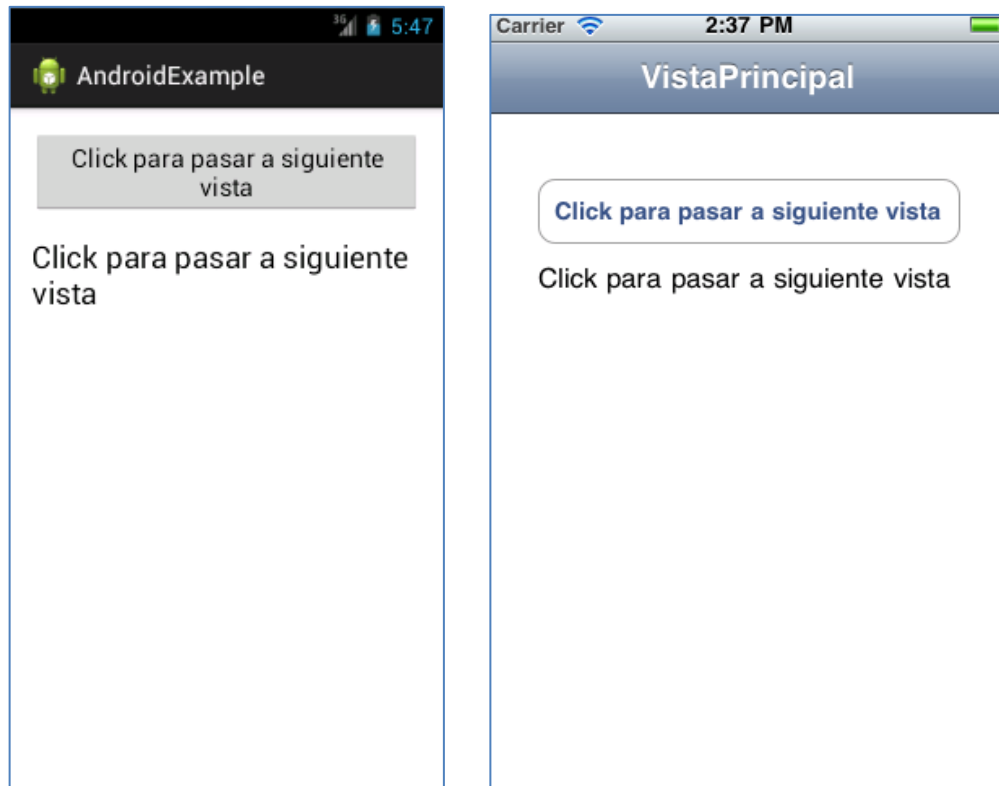 3G 5:47
AndroidExample
Click para pasar a siguiente
vista
Click para pasar a siguiente
vista
Carrier 2:37 PM
VistaPrincipal
Click para pasar a siguiente vista
Click para pasar a siguiente vista